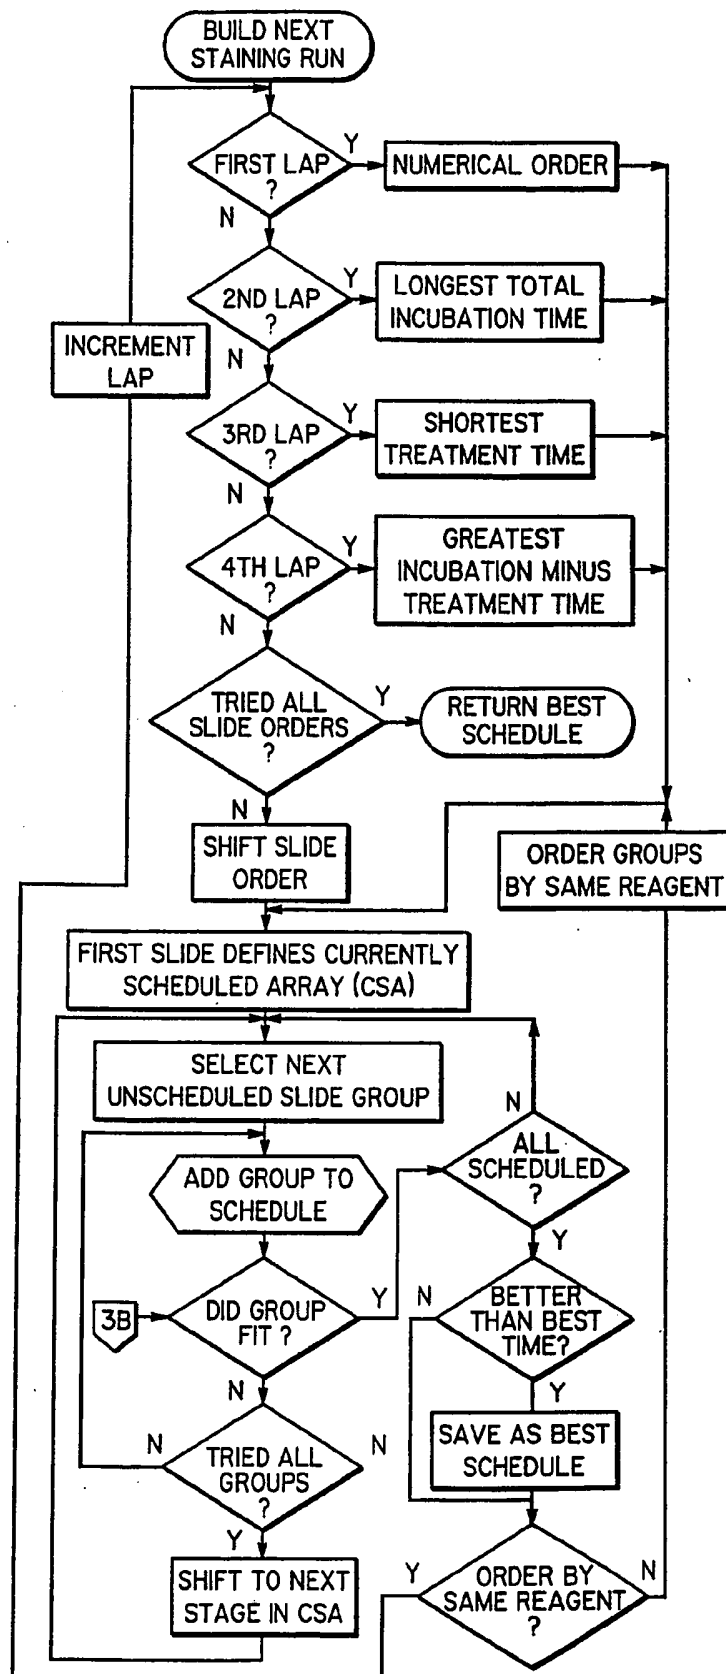 BUILD NEXT
STAINING RUN
FIRST LAP
?
Y
N
NUMERICAL ORDER
2ND LAP
?
Y
N
LONGEST TOTAL
INCUBATION TIME
INCREMENT
LAP
3RD LAP
?
Y
N
SHORTEST
TREATMENT TIME
4TH LAP
?
Y
N
GREATEST
INCUBATION MINUS
TREATMENT TIME
TRIED ALL
SLIDE ORDERS
?
Y
N
RETURN BEST
SCHEDULE
SHIFT SLIDE
ORDER
ORDER GROUPS
BY SAME REAGENT
FIRST SLIDE DEFINES CURRENTLY
SCHEDULED ARRAY (CSA)
SELECT NEXT
UNSCHEDULED SLIDE GROUP
N
ALL
SCHEDULED
?
Y
ADD GROUP TO
SCHEDULE
3B
DID GROUP
FIT ?
Y
N
N
BETTER
THAN BEST
TIME?
Y
N
TRIED ALL
GROUPS
?
N
Y
SAVE AS BEST
SCHEDULE
SHIFT TO NEXT
STAGE IN CSA
Y
ORDER BY
SAME REAGENT
?
N